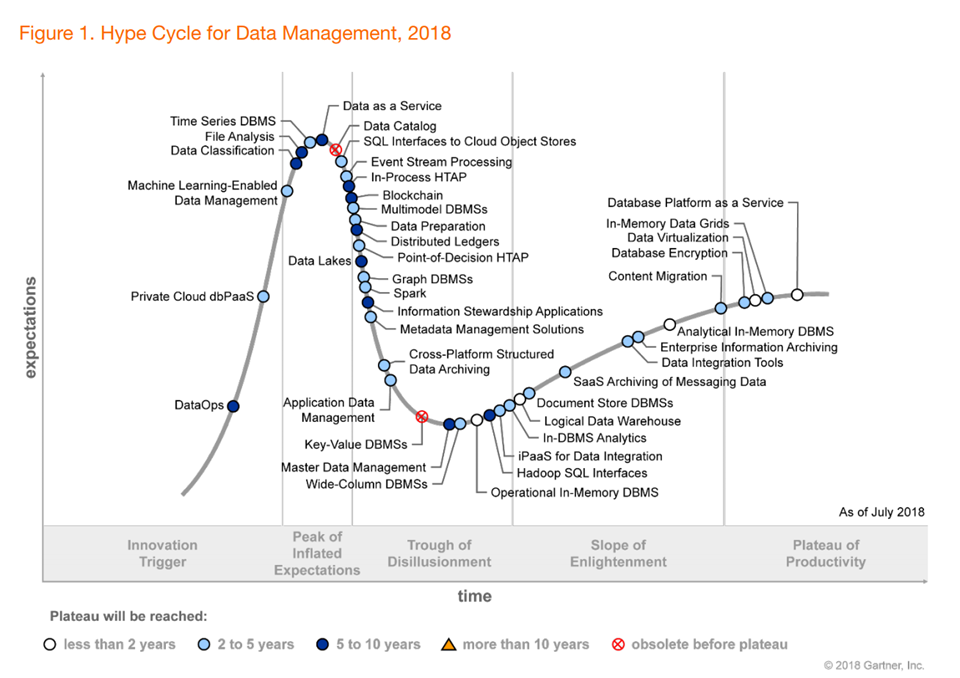 Figure 1. Hype Cycle for Data Management, 2018
expectations
Data as a Service
Time Series DBMS
Data Catalog
File Analysis
SQL Interfaces to Cloud Object Stores
Data Classification
Event Stream Processing
In-Process HTAP
Machine Learning-Enabled
Data Management
Blockchain
Multimodel DBMSs
Data Preparation
Distributed Ledgers
Point-of-Decision HTAP
Data Lakes
Graph DBMSs
Spark
Private Cloud dbPaaS
Information Stewardship Applications
Metadata Management Solutions
Cross-Platform Structured
Data Archiving
DataOps
Application Data
Management
Key-Value DBMSs
Master Data Management
Wide-Column DBMSs
Database Platform as a Service
In-Memory Data Grids
Data Virtualization
Database Encryption
Content Migration
Analytical In-Memory DBMS
Enterprise Information Archiving
Data Integration Tools
SaaS Archiving of Messaging Data
Document Store DBMSs
Logical Data Warehouse
In-DBMS Analytics
iPaaS for Data Integration
Hadoop SQL Interfaces
Operational In-Memory DBMS
As of July 2018
Innovation
Trigger
Peak of
Inflated
Expectations
Trough of
Disillusionment
Slope of
Enlightenment
Plateau of
Productivity
time
Plateau will be reached:
less than 2 years
2 to 5 years
5 to 10 years
more than 10 years
obsolete before plateau
© 2018 Gartner, Inc.